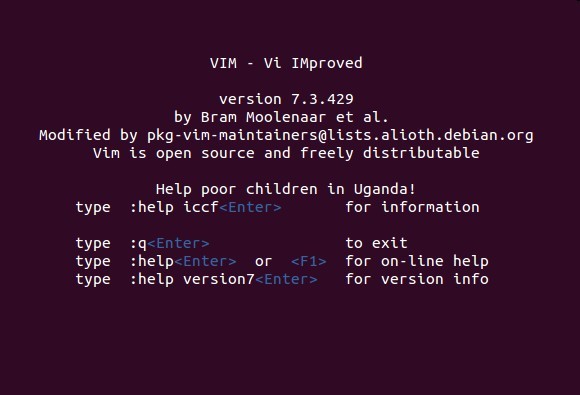 VIM - Vi IMproved
version 7.3.429
by Bram Moolenaar et al.
Modified by pkg-vim-maintainers@lists.alioth.debian.org
Vim is open source and freely distributable
Help poor children in Uganda!
type  :help iccf<Enter>       for information
type  :q<Enter>               to exit
type  :help<Enter>  or  <F1>  for on-line help
type  :help version7<Enter>   for version info